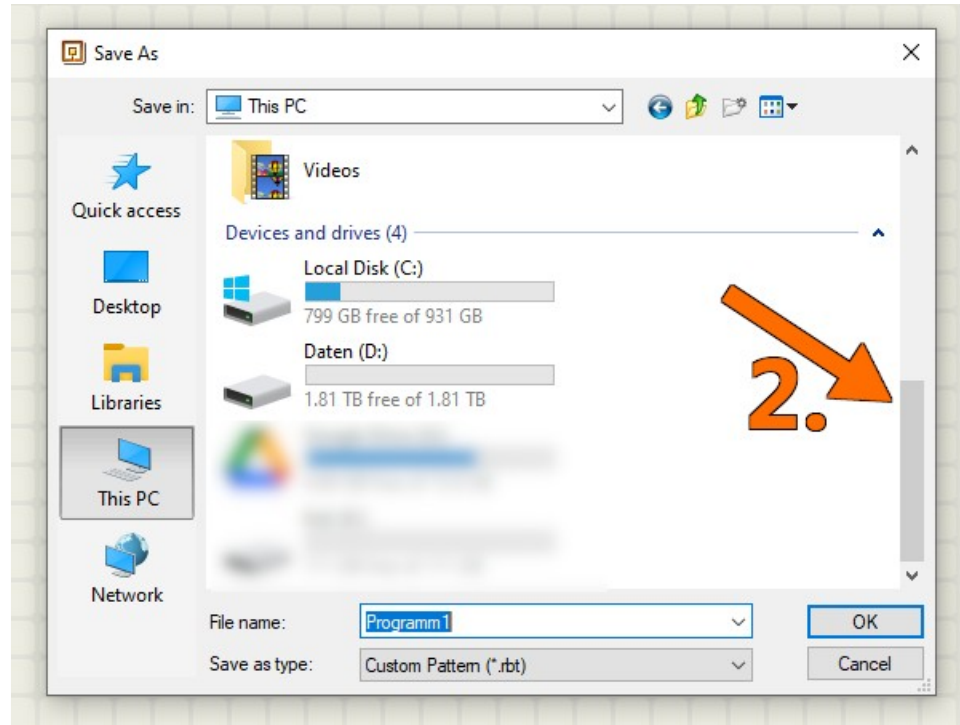 Save As
Save in: This PC
Videos
Quick access
Devices and drives (4)
Local Disk (C:)
799 GB free of 931 GB
Desktop
Daten (D:)
1.81 TB free of 1.81 TB
2.
Libraries
This PC
Network
File name: Programm1 OK
Save as type: Custom Pattern (*.rbt) Cancel